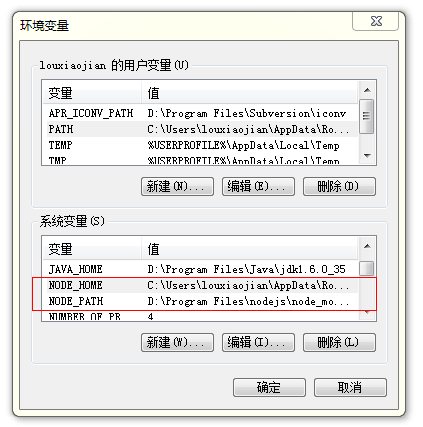 环境变量
louxiaojian 的用户变量(U)
变量 值
APR_ICONV_PATH D:\Program Files\Subversion\iconv
PATH C:\Users\louxiaojian\AppData\Ro...
TEMP %USERPROFILE%\AppData\Local\Temp
TMP %USERPROFILE%\AppData\Local\Temp
新建(N)... 编辑(E)... 删除(D)
系统变量(S)
变量 值
JAVA_HOME D:\Program Files\Java\jdk1.6.0_35
NODE_HOME C:\Users\louxiaojian\AppData\Ro...
NODE_PATH D:\Program Files\nodejs\node_mo...
NUMBER_OF_PR 4
新建(W)... 编辑(I)... 删除(L)
确定 取消